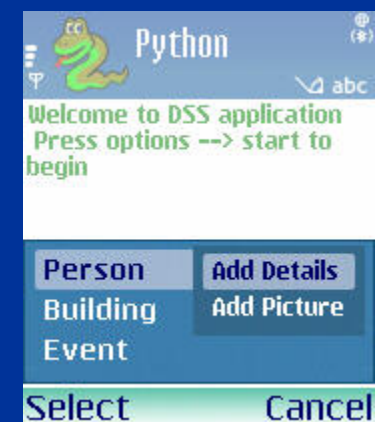 Python
abc
Welcome to DSS application
Press options --> start to
begin
Person
Add Details
Building
Add Picture
Event
Select
Cancel